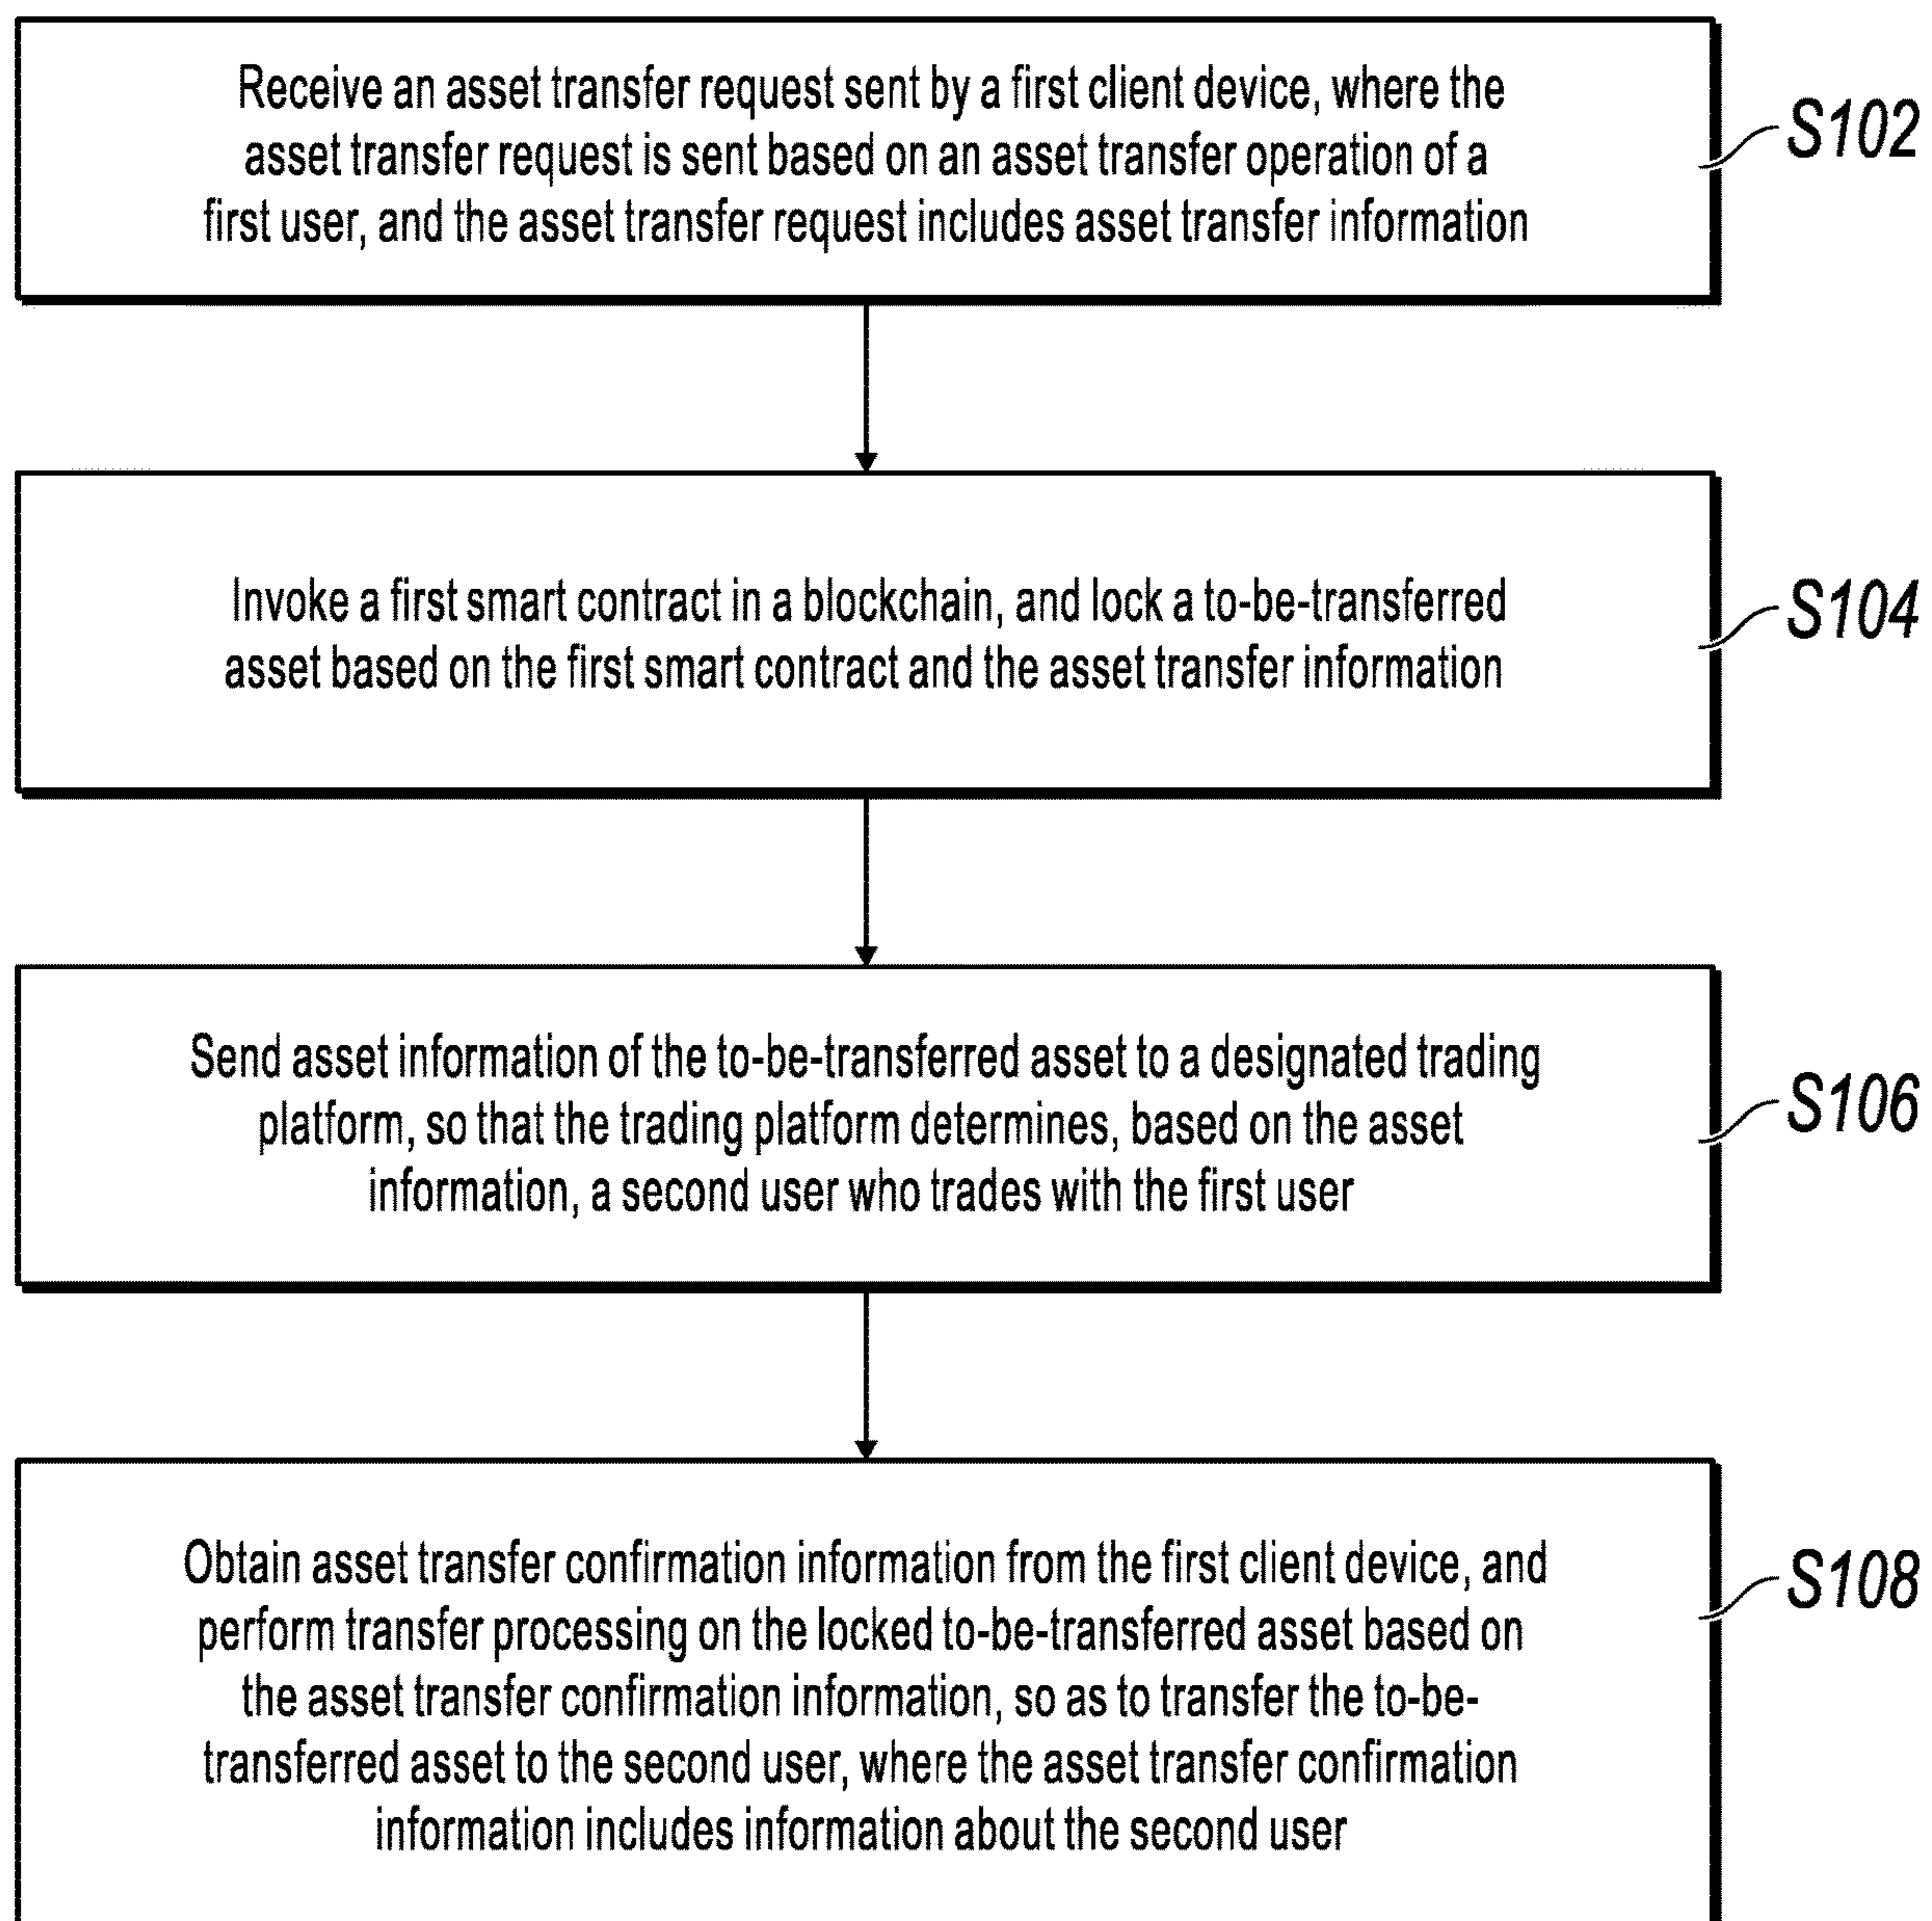 Receive an asset transfer request sent by a first client device, where the
asset transfer request is sent based on an asset transfer operation of a
first user, and the asset transfer request includes asset transfer information
S102
Invoke a first smart contract in a blockchain, and lock a to-be-transferred
asset based on the first smart contract and the asset transfer information
S104
Send asset information of the to-be-transferred asset to a designated trading
platform, so that the trading platform determines, based on the asset
information, a second user who trades with the first user
S106
Obtain asset transfer confirmation information from the first client device, and
perform transfer processing on the locked to-be-transferred asset based on
the asset transfer confirmation information, so as to transfer the to-be-
transferred asset to the second user, where the asset transfer confirmation
information includes information about the second user
S108